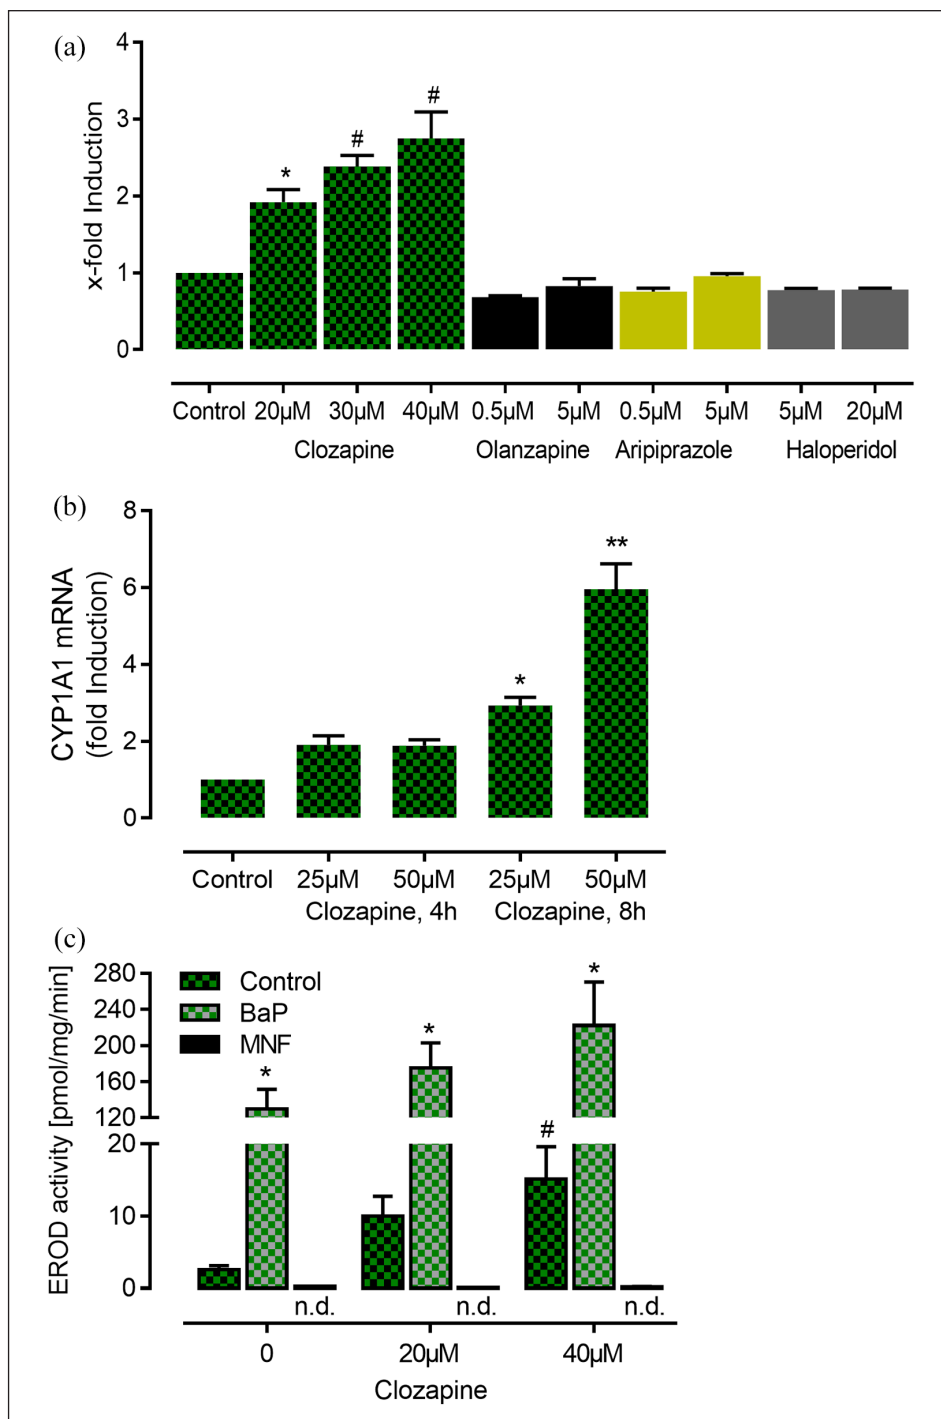 (a)
x-fold Induction
4
3
2
1
0
*
#
#
Control 20µM 30µM 40µM 0.5µM 5µM 0.5µM 5µM 5µM 20µM
Clozapine Olanzapine Aripiprazole Haloperidol
(b)
CYP1A1 mRNA
(fold Induction)
8
6
4
2
0
*
**
Control 25µM 50µM 25µM 50µM
Clozapine, 4h Clozapine, 8h
(c)
EROD activity [pmol/mg/min]
280
240
200
160
120
20
10
0
Control
BaP
MNF
*
*
#
*
n.d. n.d. n.d.
0 20µM 40µM
Clozapine